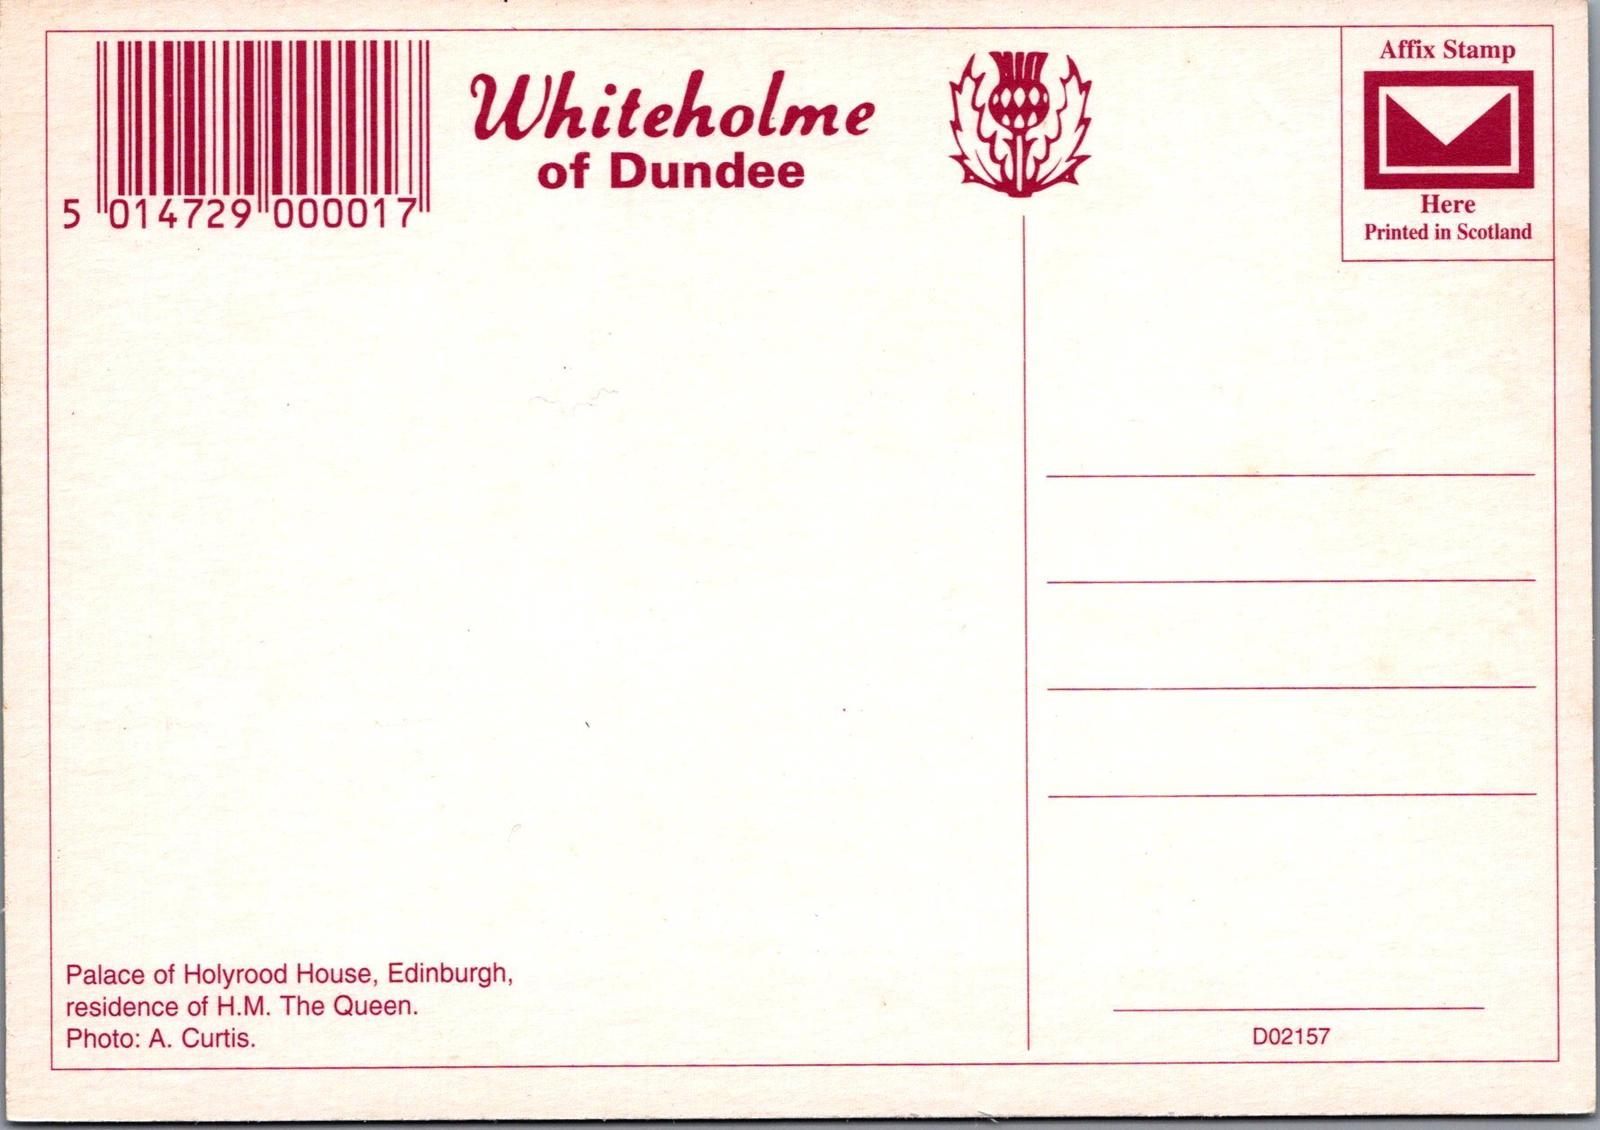 5 014729 000017
Whiteholme
of Dundee
Affix Stamp
Here
Printed in Scotland
Palace of Holyrood House, Edinburgh,
residence of H.M. The Queen.
Photo: A. Curtis.
D02157